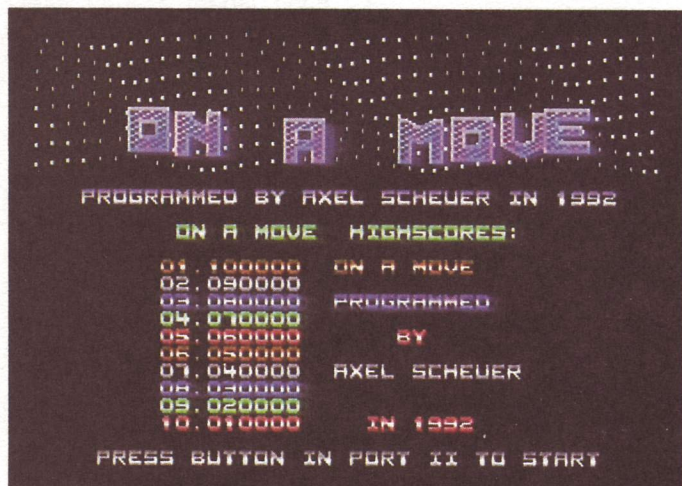 ON A MOVE
PROGRAMMED BY AXEL SCHEUER IN 1992
ON A MOVE HIGHSCORES:
01.100000 ON A MOVE
02.090000
03.080000 PROGRAMMED
04.070000
05.060000 BY
06.050000
07.040000 AXEL SCHEUER
08.030000
09.020000
10.010000 IN 1992
PRESS BUTTON IN PORT II TO START